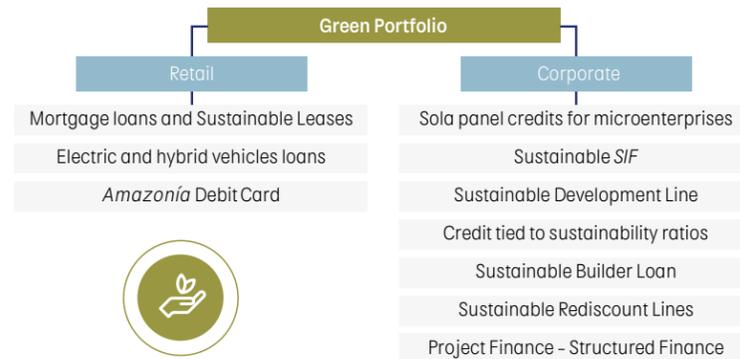 Green Portfolio
Retail
Mortgage loans and Sustainable Leases
Electric and hybrid vehicles loans
Amazonía Debit Card
Corporate
Sola panel credits for microenterprises
Sustainable SIF
Sustainable Development Line
Credit tied to sustainability ratios
Sustainable Builder Loan
Sustainable Rediscount Lines
Project Finance – Structured Finance